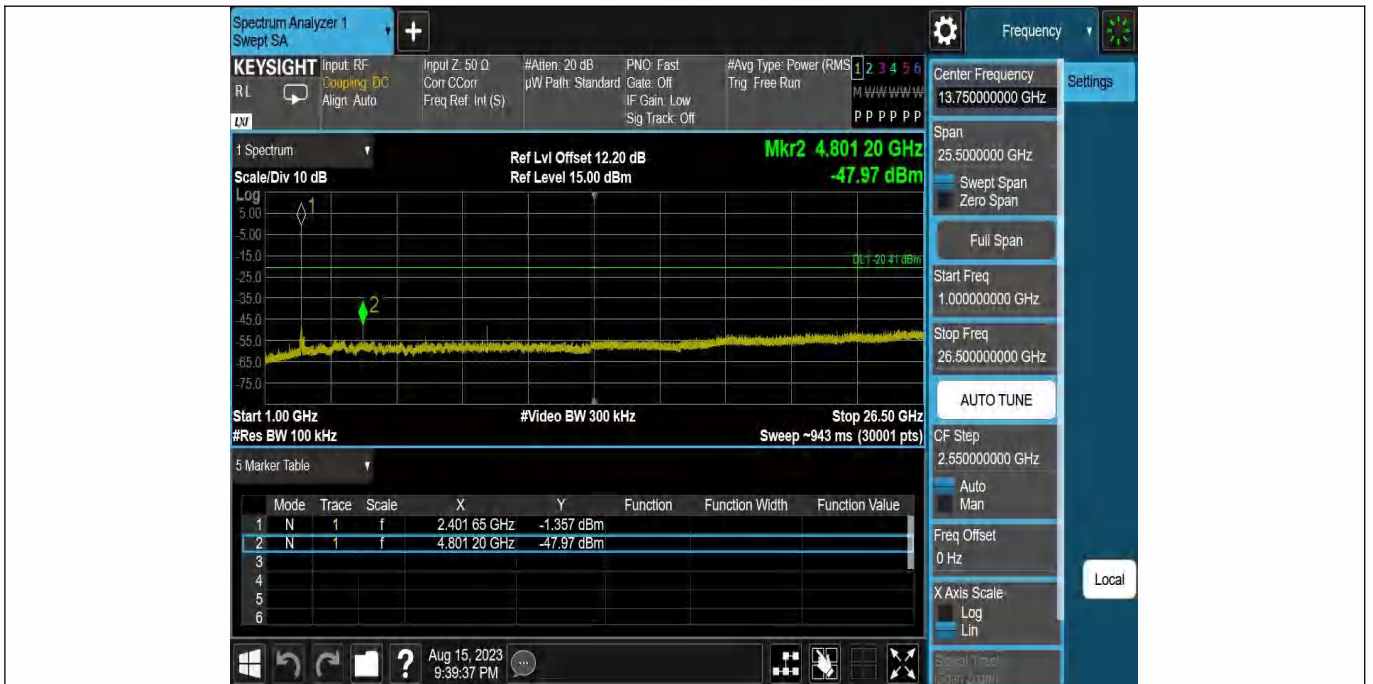 Spectrum Analyzer 1
Swept SA
+
Frequency
KEYSIGHT
RL
LXI
Input: RF
Coupling: DC
Align: Auto
Input Z: 50 Ω
Corr CCorr
Freq Ref: Int (S)
#Atten: 20 dB
µW Path: Standard
PNO: Fast
Gate: Off
IF Gain: Low
Sig Track: Off
#Avg Type: Power (RMS
Trig: Free Run
1 2 3 4 5 6
M W W W W W
P P P P P P
1 Spectrum
Scale/Div 10 dB
Ref Lvl Offset 12.20 dB
Ref Level 15.00 dBm
Mkr2 4.801 20 GHz
-47.97 dBm
Log
5.00
-5.00
-15.0
-25.0
-35.0
-45.0
-55.0
-65.0
-75.0
1
2
DL1 -20.41 dBm
Start 1.00 GHz
#Video BW 300 kHz
Stop 26.50 GHz
#Res BW 100 kHz
Sweep ~943 ms (30001 pts)
5 Marker Table
Mode Trace Scale X Y Function Function Width Function Value
1 N 1 f 2.401 65 GHz -1.357 dBm
2 N 1 f 4.801 20 GHz -47.97 dBm
3
4
5
6
Aug 15, 2023
9:39:37 PM
?
Center Frequency
13.750000000 GHz
Settings
Span
25.5000000 GHz
Swept Span
Zero Span
Full Span
Start Freq
1.000000000 GHz
Stop Freq
26.500000000 GHz
AUTO TUNE
CF Step
2.550000000 GHz
Auto
Man
Freq Offset
0 Hz
X Axis Scale
Log
Lin
Local
Signal Track
(Span Zoom)